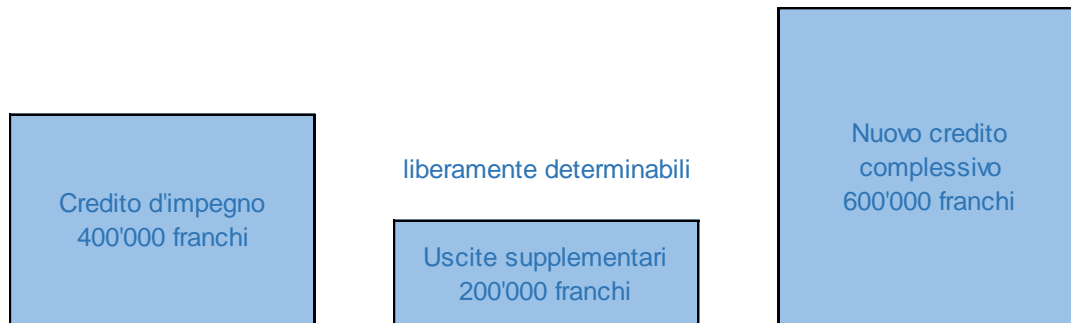 Credito d'impegno
400'000 franchi
liberamente determinabili
Uscite supplementari
200'000 franchi
Nuovo credito
complessivo
600'000 franchi